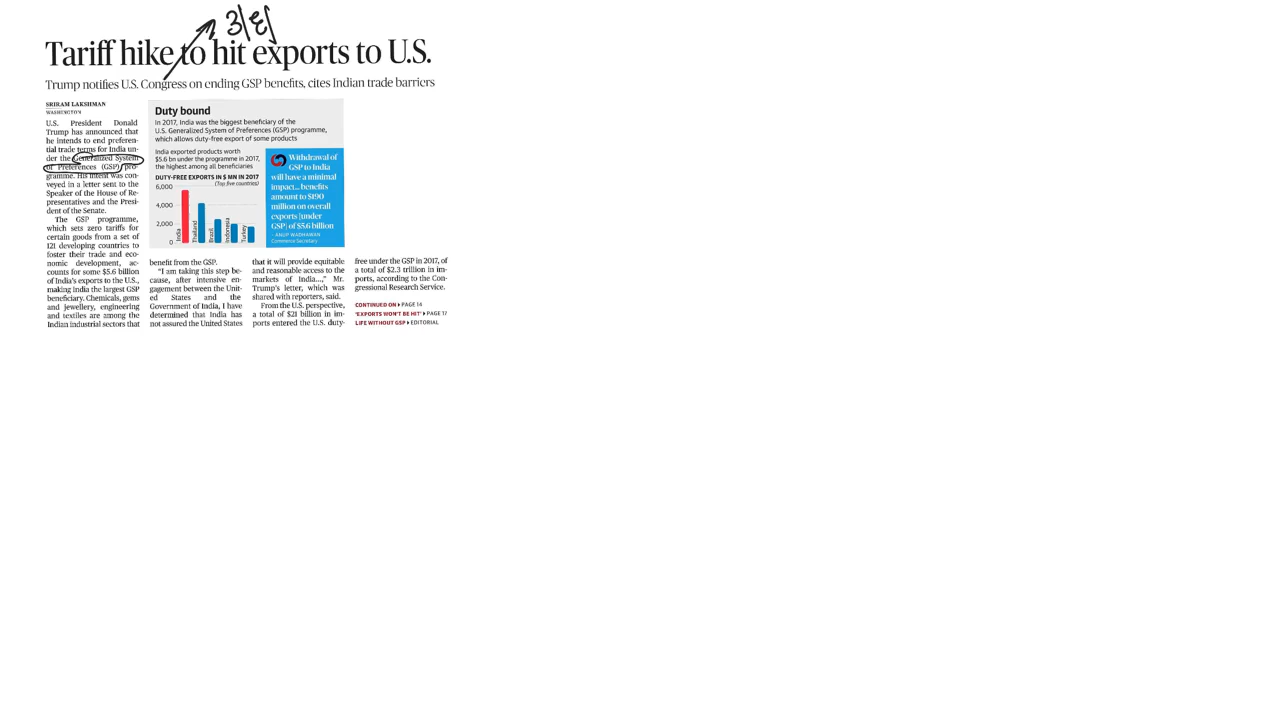 Tariff hike to hit exports to U.S.
Trump notifies U.S. Congress on ending GSP benefits, cites Indian trade barriers
SRIRAM LAKSHMAN
WASHINGTON
U.S. President Donald
Trump has announced that
he intends to end preferen-
tial trade terms for India un-
der the Generalized System
of Preferences (GSP) pro-
gramme. His intent was con-
veyed in a letter sent to the
Speaker of the House of Re-
presentatives and the Presi-
dent of the Senate.
The GSP programme,
which sets zero tariffs for
certain goods from a set of
121 developing countries to
foster their trade and eco-
nomic development, ac-
counts for some $5.6 billion
of India's exports to the U.S.,
making India the largest GSP
beneficiary. Chemicals, gems
and jewellery, engineering
and textiles are among the
Indian industrial sectors that
Duty bound
In 2017, India was the biggest beneficiary of the
U.S. Generalized System of Preferences (GSP) programme,
which allows duty-free export of some products
India exported products worth
$5.6 bn under the programme in 2017,
the highest among all beneficiaries
DUTY-FREE EXPORTS IN $ MN IN 2017
(Top five countries)
6,000
4,000
2,000
0
India
Thailand
Brazil
Indonesia
Turkey
Withdrawal of
GSP to India
will have a minimal
impact... benefits
amount to $190
million on overall
exports [under
GSP] of $5.6 billion
- ANUP WADHAWAN
Commerce Secretary
benefit from the GSP.
"I am taking this step be-
cause, after intensive en-
gagement between the Unit-
ed States and the
Government of India, I have
determined that India has
not assured the United States
that it will provide equitable
and reasonable access to the
markets of India...," Mr.
Trump's letter, which was
shared with reporters, said.
From the U.S. perspective,
a total of $21 billion in im-
ports entered the U.S. duty-
free under the GSP in 2017, of
a total of $2.3 trillion in im-
ports, according to the Con-
gressional Research Service.
CONTINUED ON ▸ PAGE 14
'EXPORTS WON'T BE HIT' ▸ PAGE 17
LIFE WITHOUT GSP ▸ EDITORIAL